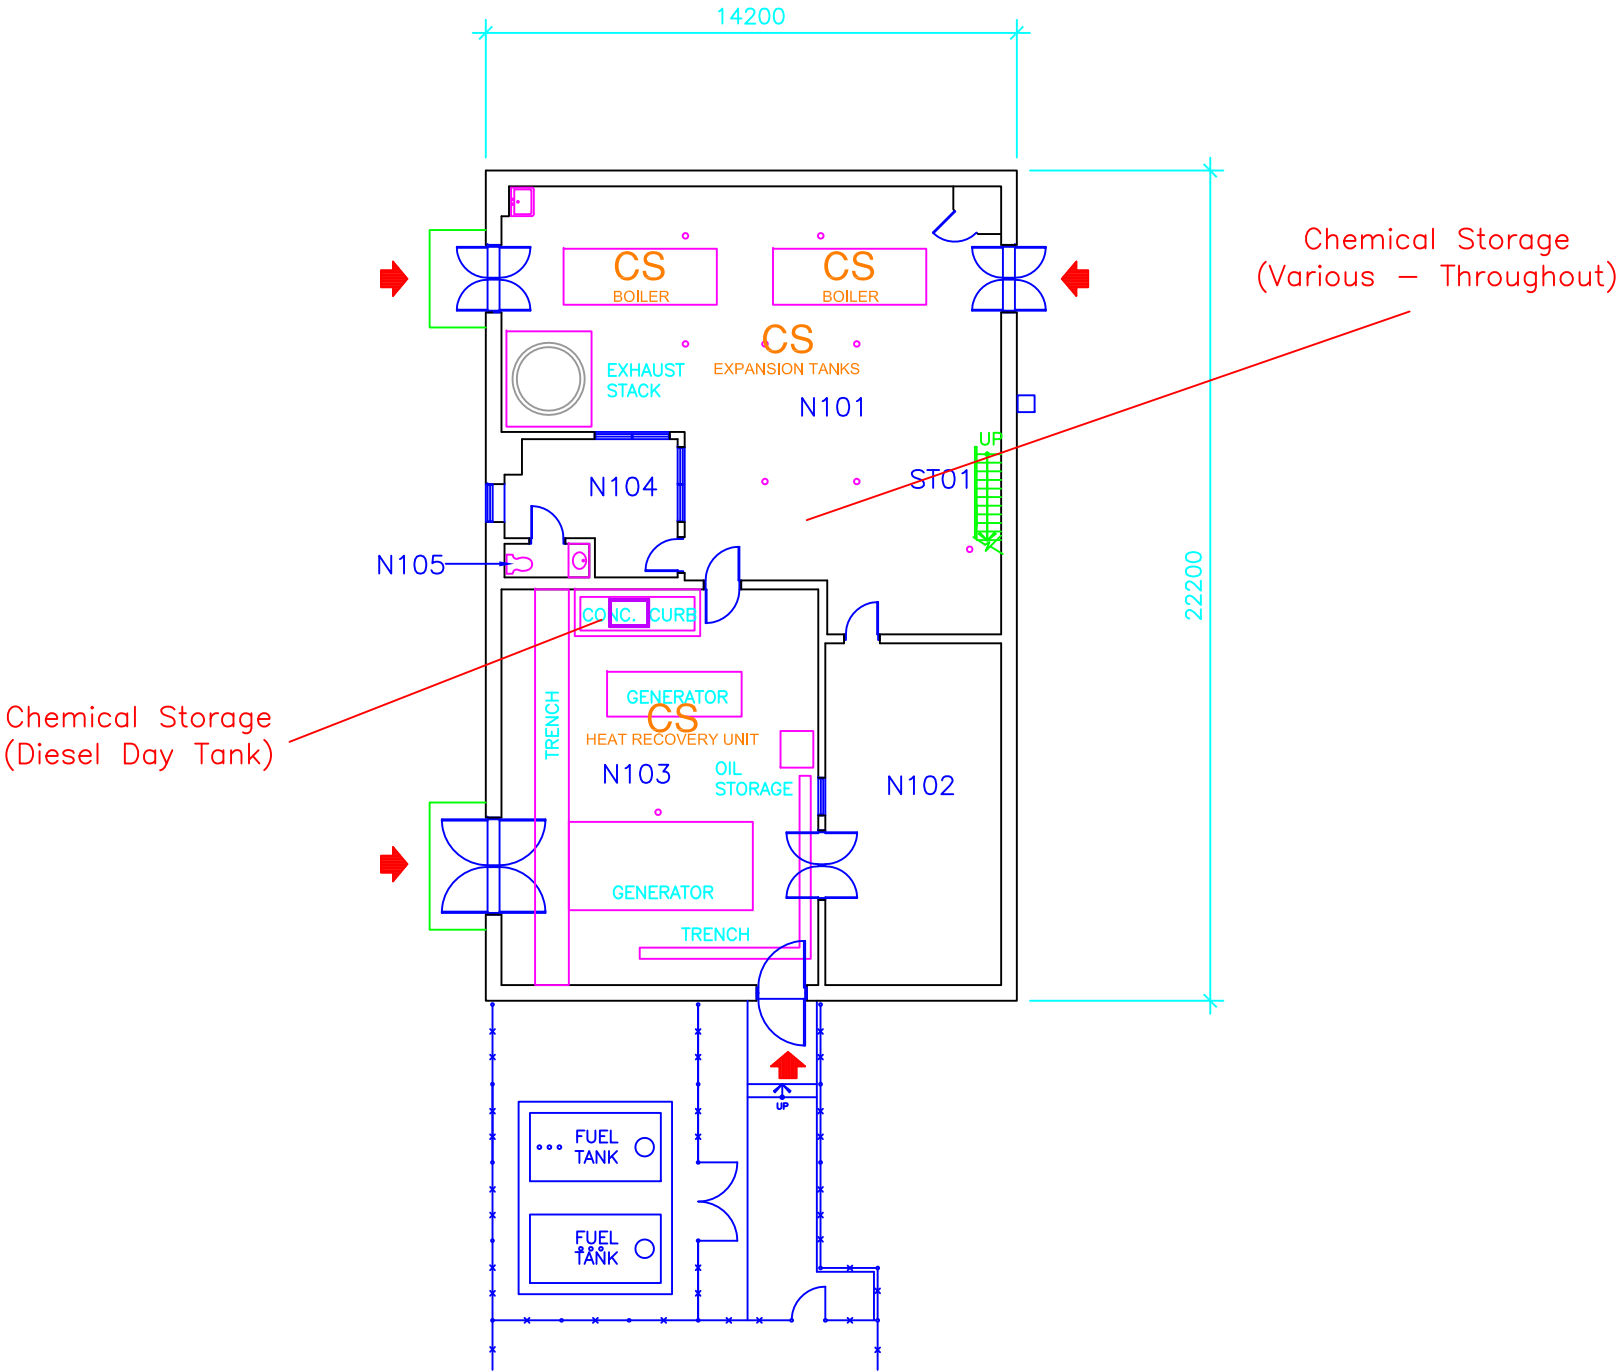 14200
Chemical Storage
(Various – Throughout)
CS
BOILER
CS
BOILER
CS
EXPANSION TANKS
EXHAUST
STACK
N101
UP
ST01
N104
N105
22200
CONC. CURB
Chemical Storage
(Diesel Day Tank)
TRENCH
GENERATOR
CS
HEAT RECOVERY UNIT
N103
OIL
STORAGE
N102
GENERATOR
TRENCH
UP
FUEL
TANK
FUEL
TANK